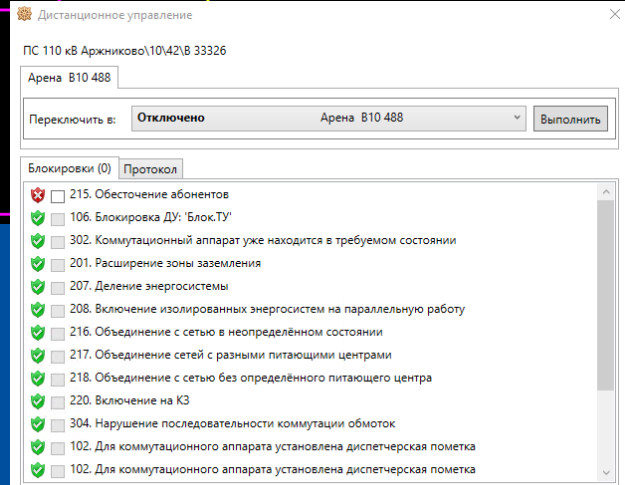 Дистанционное управление
ПС 110 кВ Аржниково\10\42\В 33326
Арена В10 488
Переключить в: Отключено Арена В10 488 Выполнить
Блокировки (0) Протокол
215. Обесточение абонентов
106. Блокировка ДУ: 'Блок.ТУ'
302. Коммутационный аппарат уже находится в требуемом состоянии
201. Расширение зоны заземления
207. Деление энергосистемы
208. Включение изолированных энергосистем на параллельную работу
216. Объединение с сетью в неопределённом состоянии
217. Объединение сетей с разными питающими центрами
218. Объединение с сетью без определённого питающего центра
220. Включение на КЗ
304. Нарушение последовательности коммутации обмоток
102. Для коммутационного аппарата установлена диспетчерская пометка
102. Для коммутационного аппарата установлена диспетчерская пометка